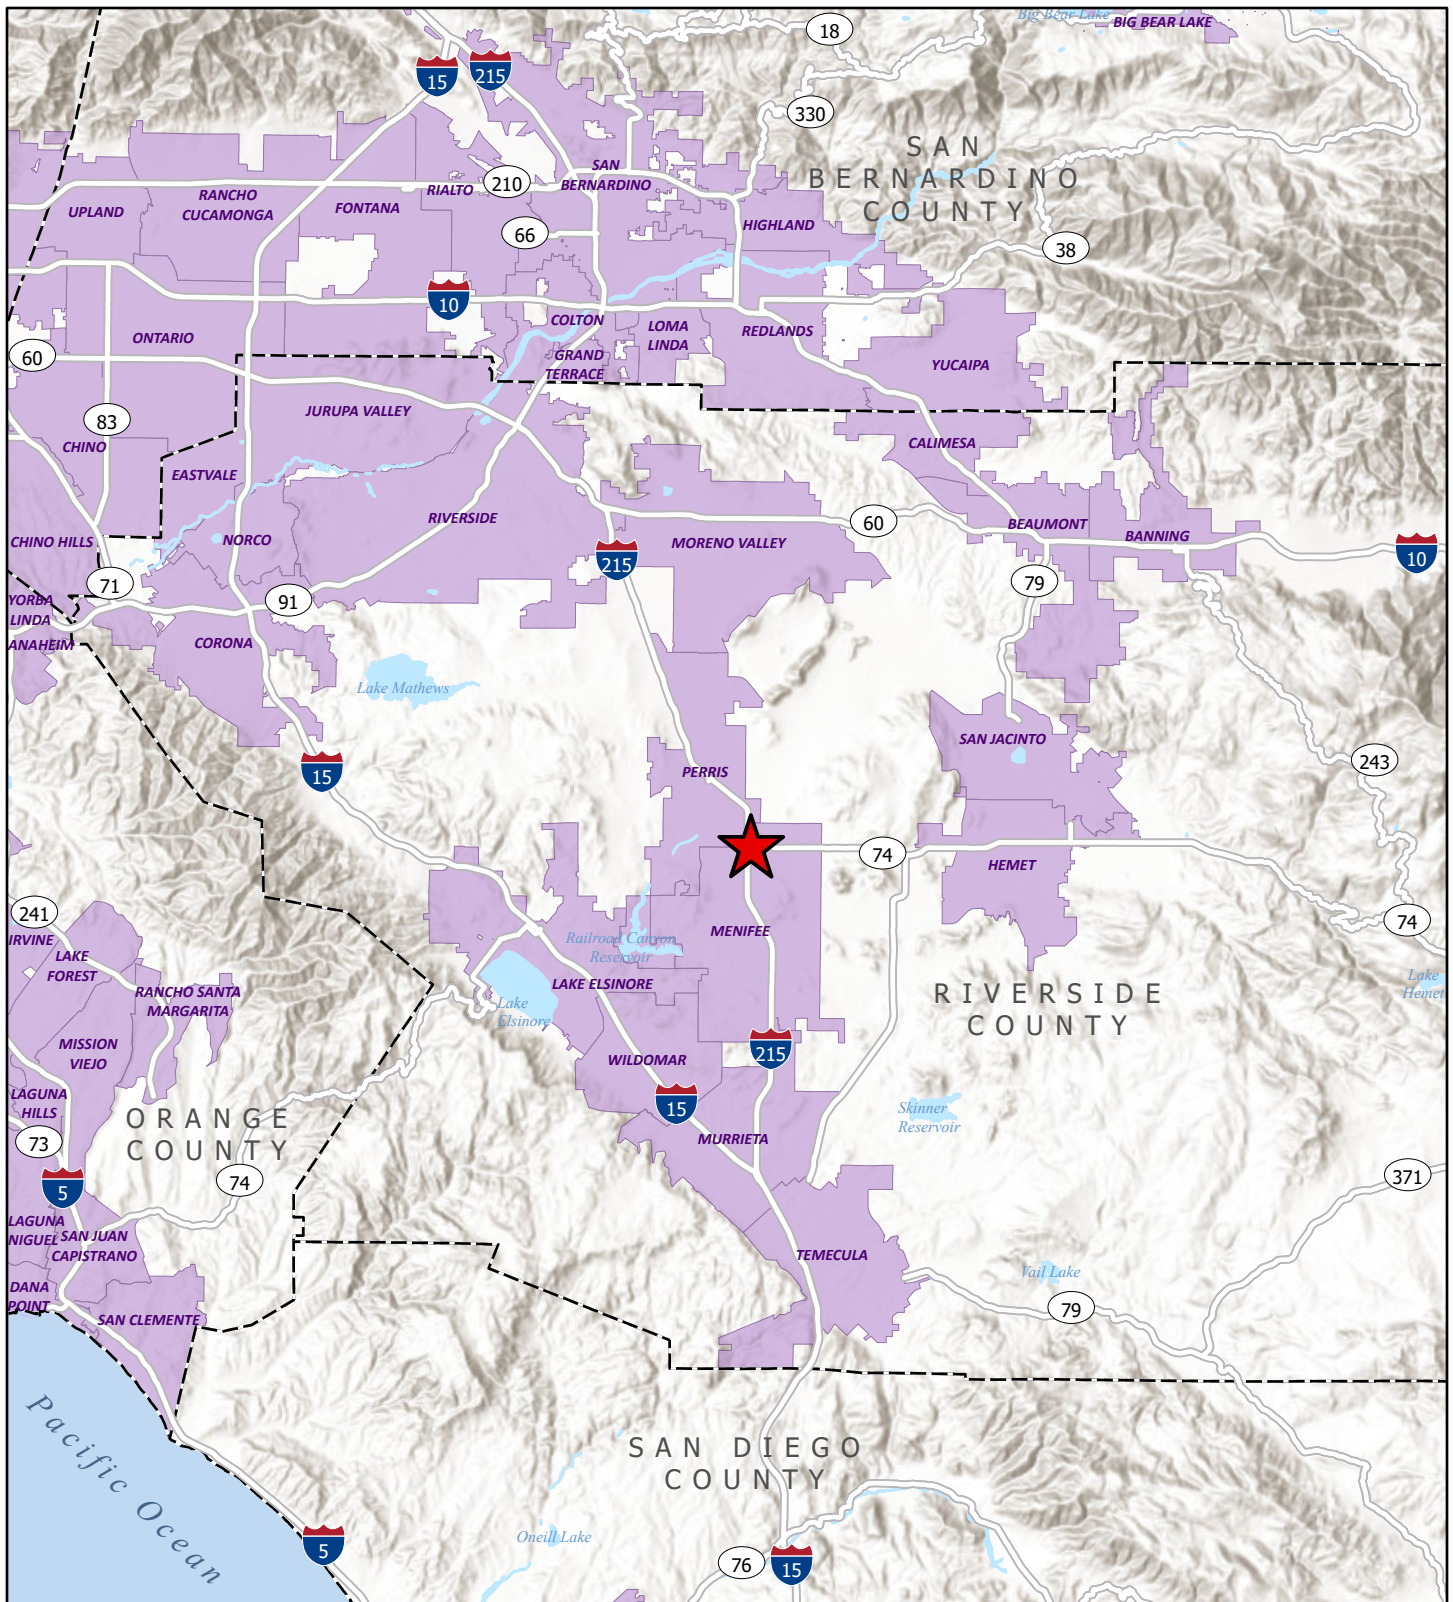 Big Bear Lake
BIG BEAR LAKE
18
15
215
330
SAN
BERNARDINO
COUNTY
SAN
BERNARDINO
210
RIALTO
RANCHO
CUCAMONGA
FONTANA
UPLAND
66
HIGHLAND
38
10
COLTON
LOMA
LINDA
REDLANDS
ONTARIO
60
GRAND
TERRACE
YUCAIPA
83
JURUPA VALLEY
CHINO
CALIMESA
EASTVALE
RIVERSIDE
60
BEAUMONT
BANNING
CHINO HILLS
NORCO
MORENO VALLEY
215
10
71
91
79
YORBA
LINDA
ANAHEIM
CORONA
Lake Mathews
SAN JACINTO
15
PERRIS
243
74
HEMET
241
IRVINE
LAKE
FOREST
MENIFEE
Railroad Canyon
Reservoir
74
LAKE ELSINORE
Lake
Hemet
RANCHO SANTA
MARGARITA
Lake
Elsinore
RIVERSIDE
COUNTY
MISSION
VIEJO
WILDOMAR
215
LAGUNA
HILLS
15
Skinner
Reservoir
ORANGE
COUNTY
73
MURRIETA
74
5
371
LAGUNA
NIGUEL
SAN JUAN
CAPISTRANO
TEMECULA
Vail Lake
DANA
POINT
79
SAN CLEMENTE
Pacific Ocean
SAN DIEGO
COUNTY
Oneill Lake
5
76
15